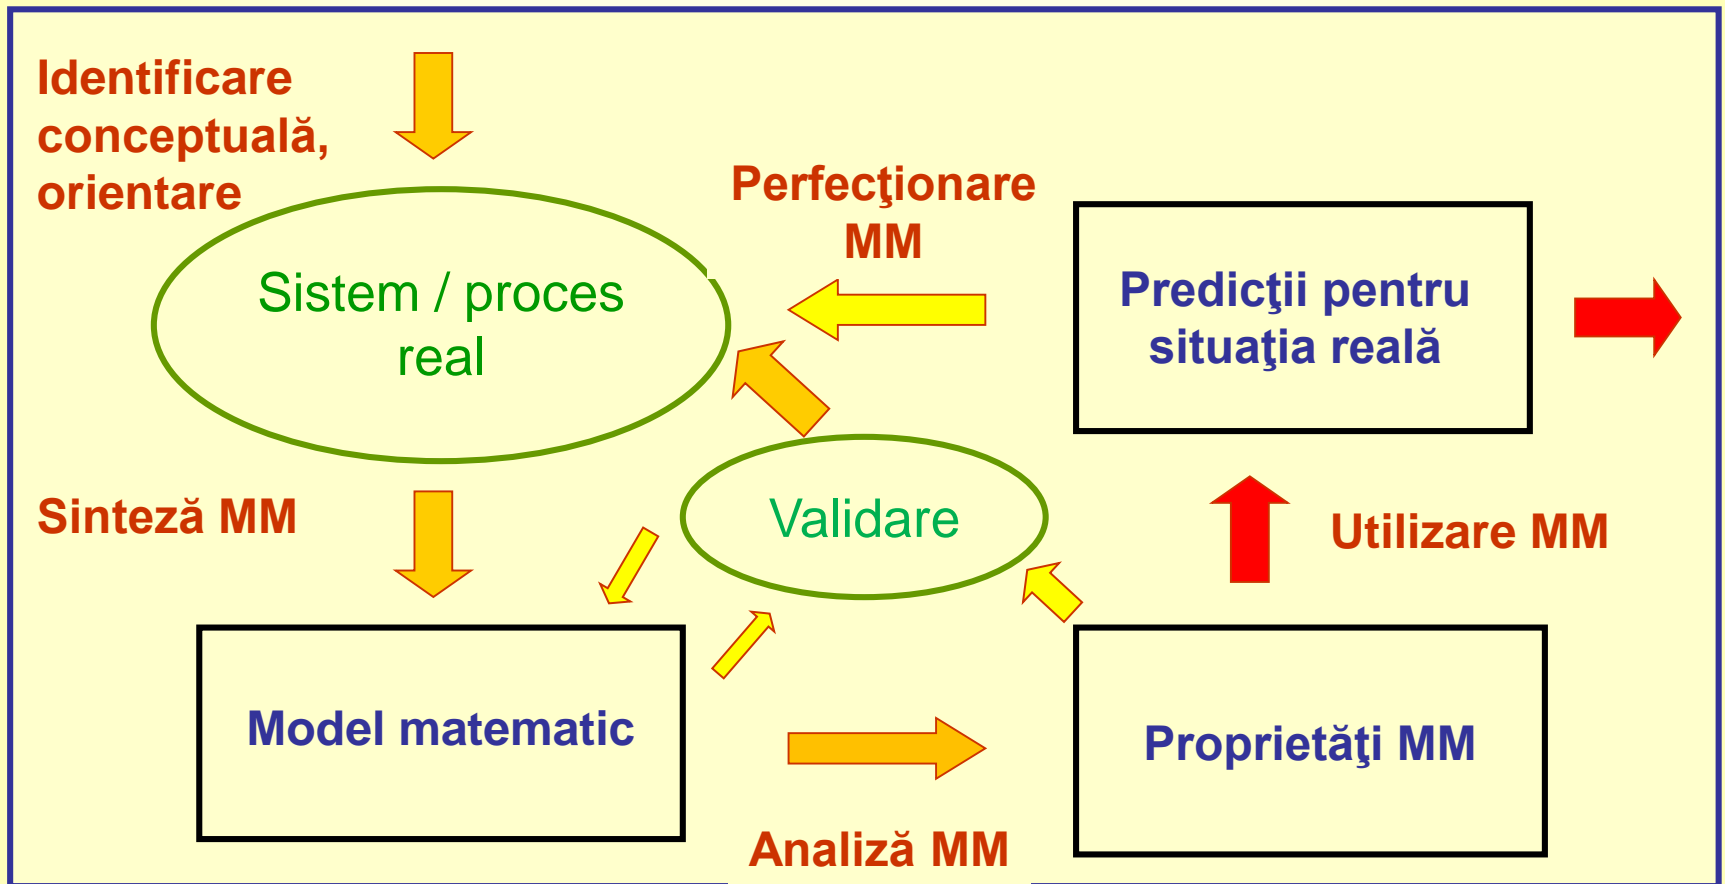 Identificare
conceptuală,
orientare
Sistem / proces
real
Perfecţionare
MM
Predicţii pentru
situaţia reală
Sinteză MM
Validare
Utilizare MM
Model matematic
Proprietăţi MM
Analiză MM